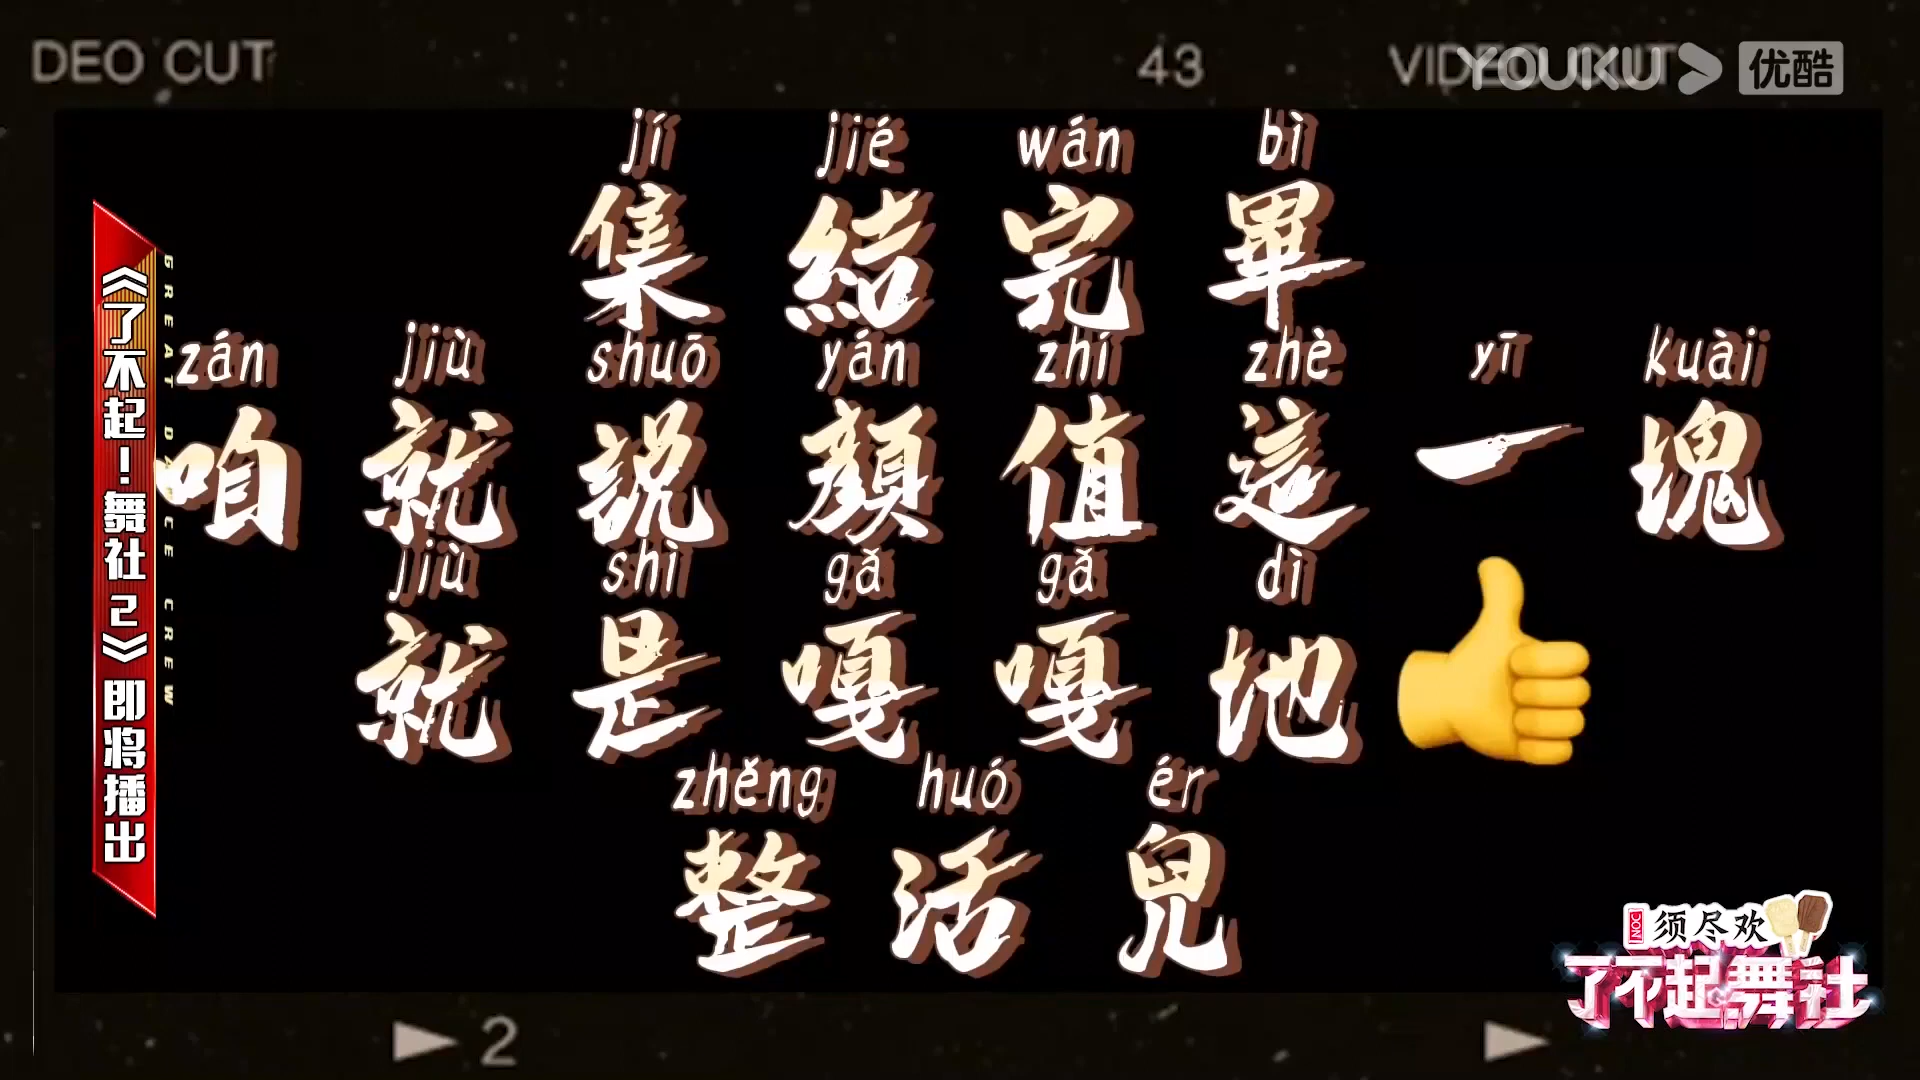 DEO CUT
43
VIDEO CUT
YOUKU 优酷
jí jié wán bì
集結完畢
zán jiù shuō yán zhí zhè yī kuài
咱就説顏值這一塊
jiù shì gǎ gǎ dì
就是嘎嘎地👍
zhěng huó ér
整活兒
《了不起！舞社2》即将播出
GREAT DANCE CREW
须尽欢
了不起舞社
2